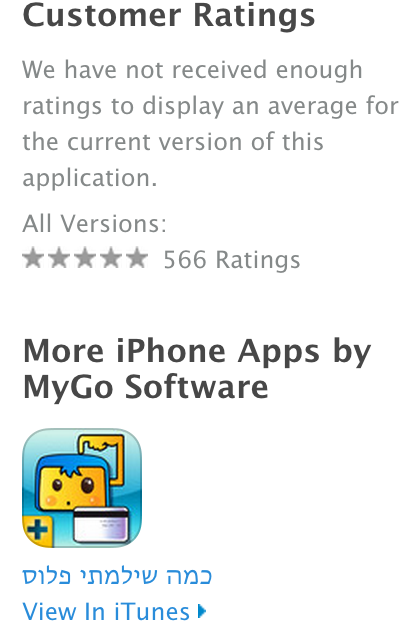 Customer Ratings
We have not received enough
ratings to display an average for
the current version of this
application.
All Versions:
566 Ratings
More iPhone Apps by
MyGo Software
כמה שילמתי פלוס
View In iTunes